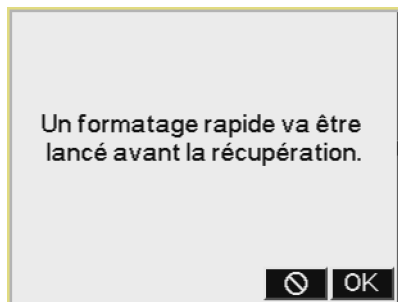 Un formatage rapide va être
lancé avant la récupération.
OK